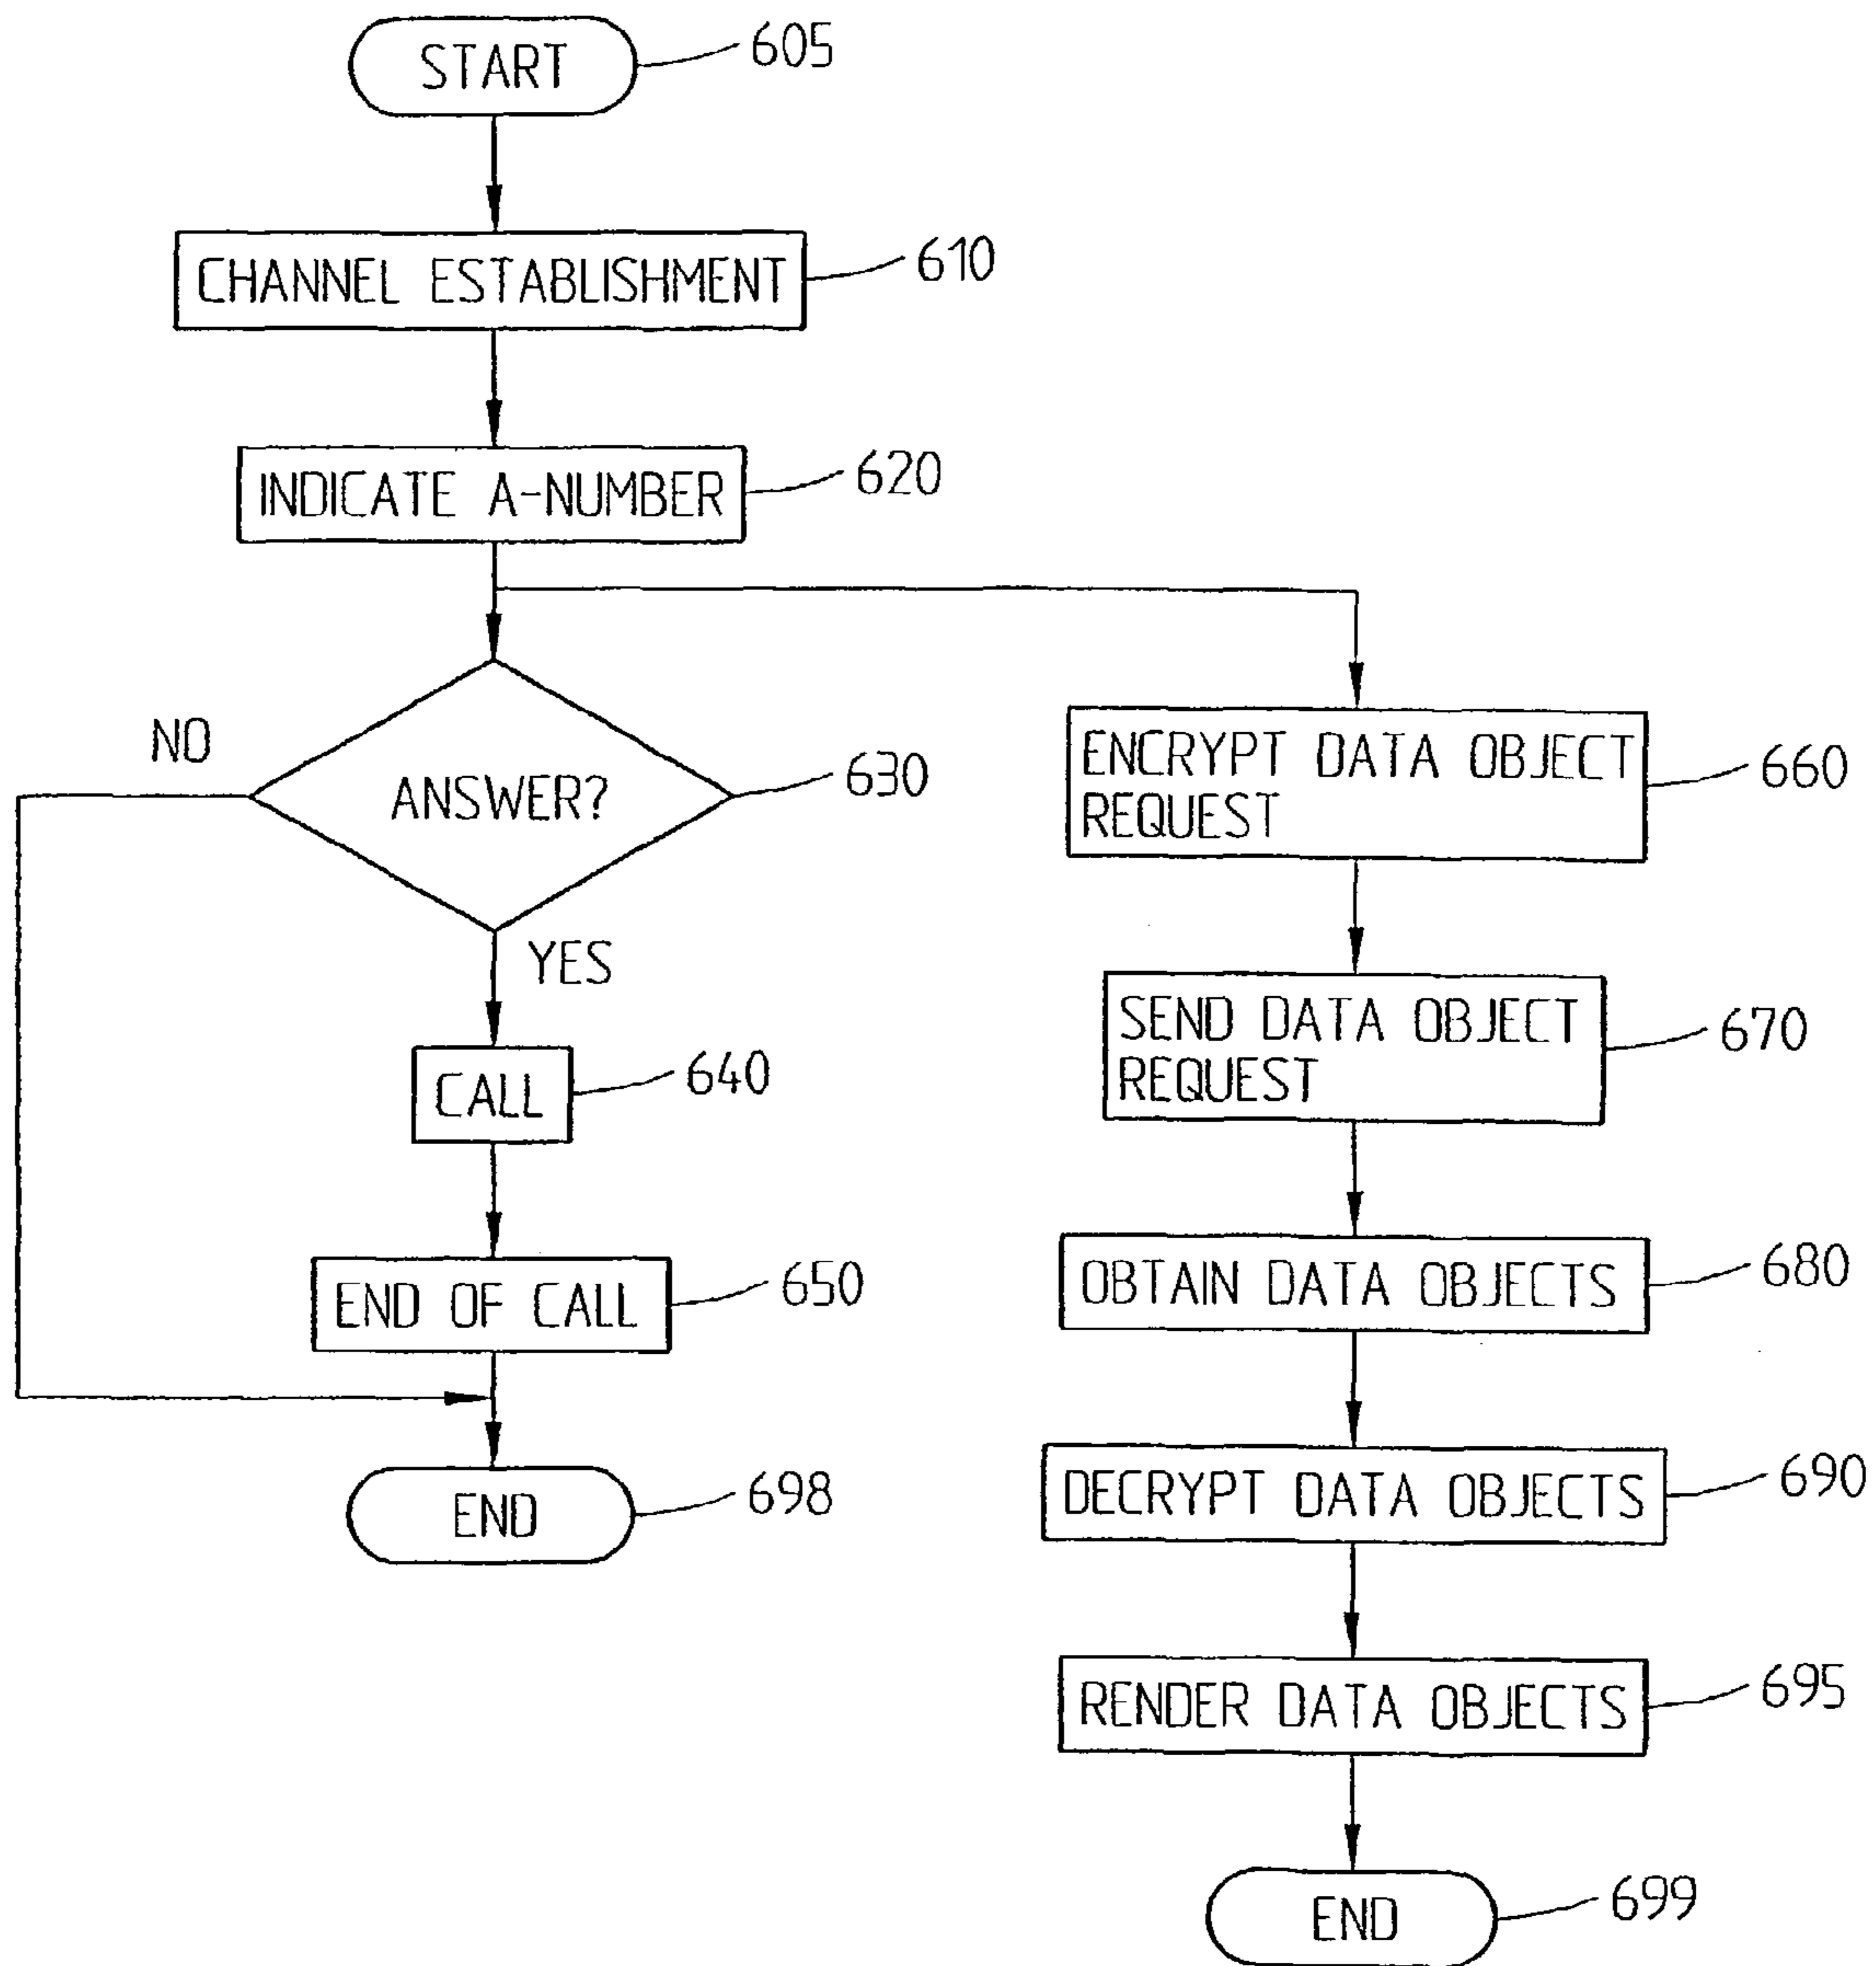 START
605
CHANNEL ESTABLISHMENT
610
INDICATE A-NUMBER
620
NO
ANSWER?
630
YES
CALL
640
END OF CALL
650
END
698
ENCRYPT DATA OBJECT
REQUEST
660
SEND DATA OBJECT
REQUEST
670
OBTAIN DATA OBJECTS
680
DECRYPT DATA OBJECTS
690
RENDER DATA OBJECTS
695
END
699